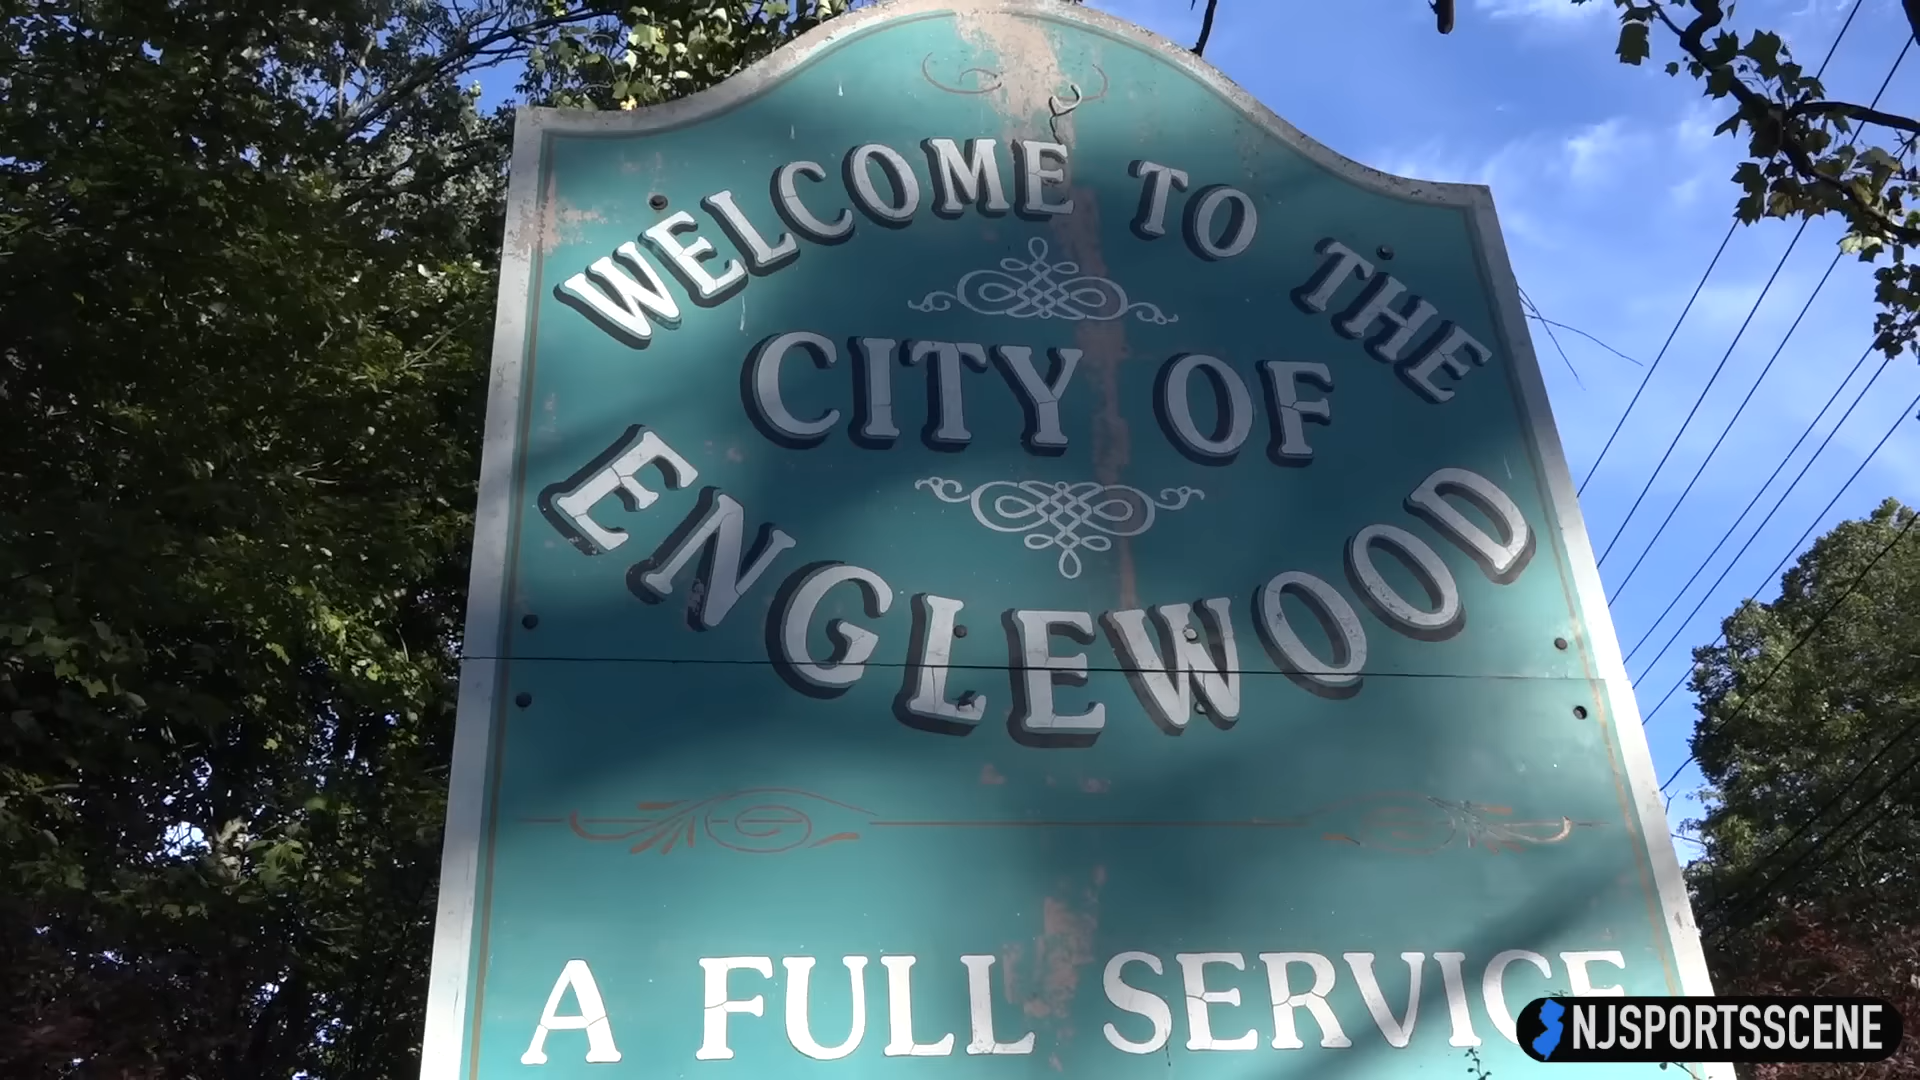 WELCOME TO THE
CITY OF
ENGLEWOOD
A FULL SERVICE
NJSPORTSSCENE